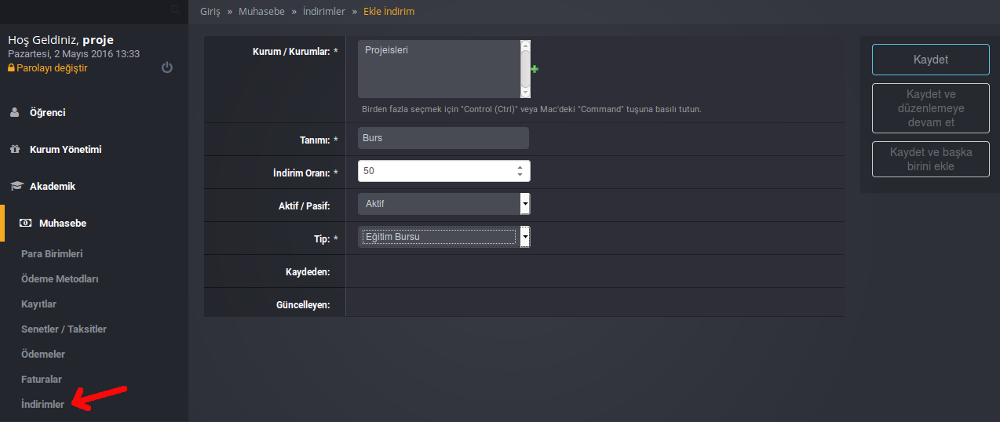 Giriş » Muhasebe » İndirimler » Ekle İndirim
Hoş Geldiniz, proje
Pazartesi, 2 Mayıs 2016 13:33
Parolayı değiştir
Öğrenci
Kurum Yönetimi
Akademik
Muhasebe
Para Birimleri
Ödeme Metodları
Kayıtlar
Senetler / Taksitler
Ödemeler
Faturalar
İndirimler
Kurum / Kurumlar: *
Projeisleri
Birden fazla seçmek için "Control (Ctrl)" veya Mac'deki "Command" tuşuna basılı tutun.
Tanımı: *
Burs
İndirim Oranı: *
50
Aktif / Pasif:
Aktif
Tip: *
Eğitim Bursu
Kaydeden:
Güncelleyen:
Kaydet
Kaydet ve
düzenlemeye
devam et
Kaydet ve başka
birini ekle